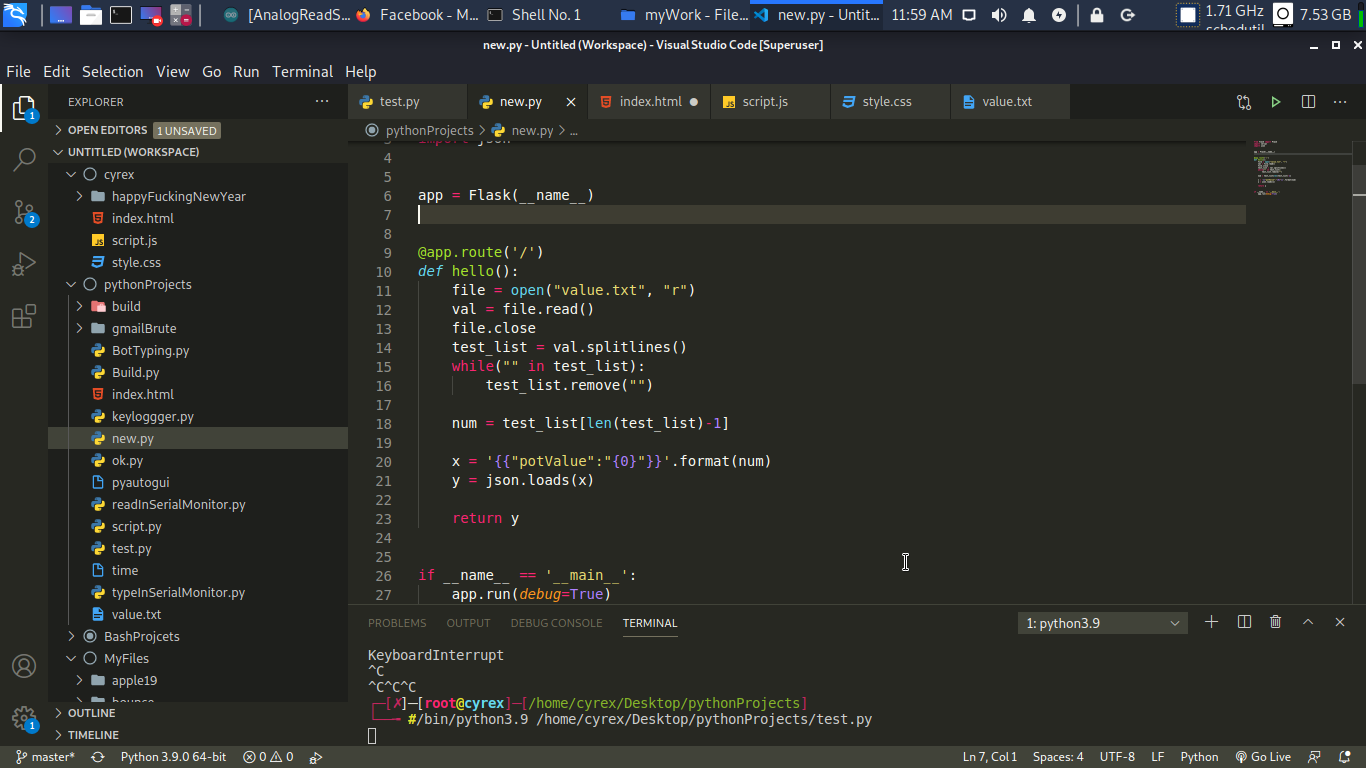 [AnalogReadS...
Facebook - M...
Shell No. 1
myWork - File...
new.py - Untit...
11:59 AM
1.71 GHz
schedutil
7.53 GB
new.py - Untitled (Workspace) - Visual Studio Code [Superuser]
File Edit Selection View Go Run Terminal Help
EXPLORER
test.py
new.py
index.html
script.js
style.css
value.txt
OPEN EDITORS 1 UNSAVED
pythonProjects > new.py > ...
UNTITLED (WORKSPACE)
cyrex
happyFuckingNewYear
index.html
script.js
style.css
pythonProjects
build
gmailBrute
BotTyping.py
Build.py
index.html
keyloggger.py
new.py
ok.py
pyautogui
readInSerialMonitor.py
script.py
test.py
time
typeInSerialMonitor.py
value.txt
BashProjcets
MyFiles
apple19
bounce
OUTLINE
TIMELINE
1
2
1
3 import json
4
5
6 app = Flask(__name__)
7
8
9 @app.route('/')
10 def hello():
11 file = open("value.txt", "r")
12 val = file.read()
13 file.close
14 test_list = val.splitlines()
15 while("" in test_list):
16 test_list.remove("")
17
18 num = test_list[len(test_list)-1]
19
20 x = '{{"potValue":"{0}"}}'.format(num)
21 y = json.loads(x)
22
23 return y
24
25
26 if __name__ == '__main__':
27 app.run(debug=True)
PROBLEMS OUTPUT DEBUG CONSOLE TERMINAL
1: python3.9
KeyboardInterrupt
^C
^C^C^C
┌─[✗]─[root@cyrex]─[/home/cyrex/Desktop/pythonProjects]
└──╼ #/bin/python3.9 /home/cyrex/Desktop/pythonProjects/test.py
master* Python 3.9.0 64-bit 0 0 Ln 7, Col 1 Spaces: 4 UTF-8 LF Python Go Live